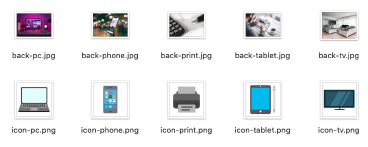 back-pc.jpg
back-phone.jpg
back-print.jpg
back-tablet.jpg
back-tv.jpg
icon-pc.png
icon-phone.png
icon-print.png
icon-tablet.png
icon-tv.png